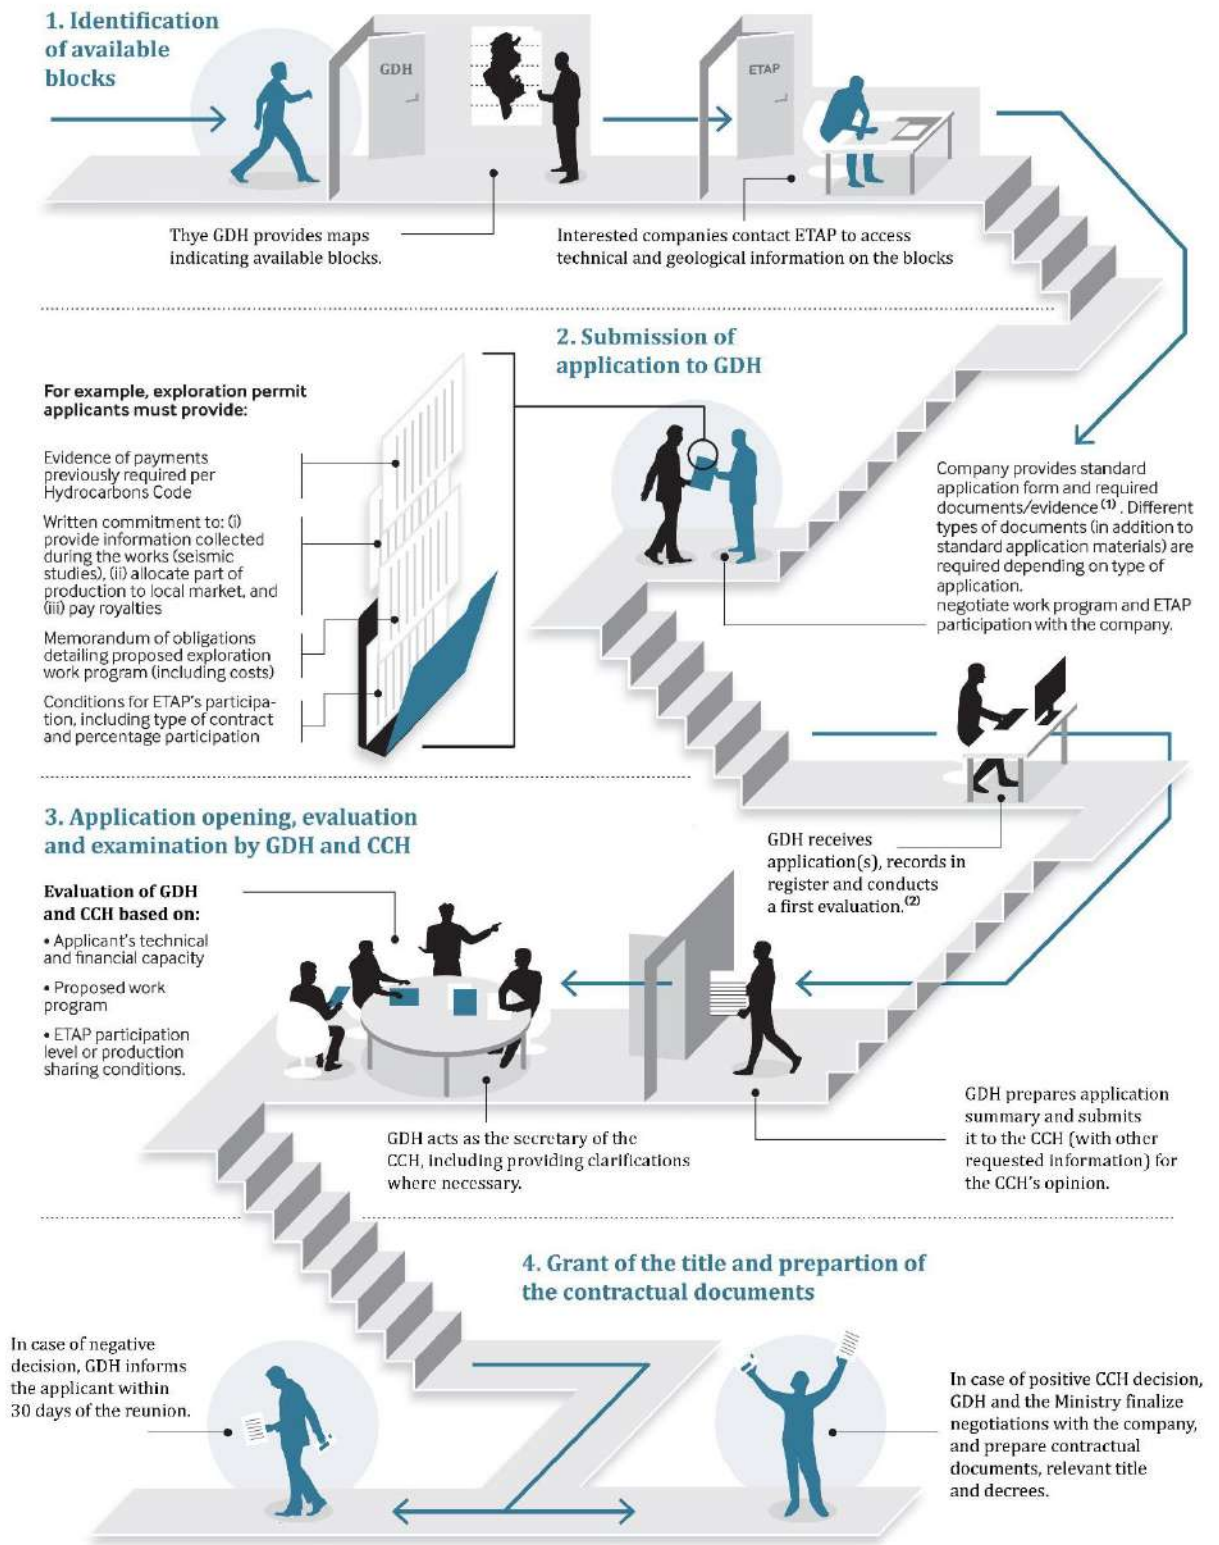 1. Identification
of available
blocks
GDH
ETAP
Thye GDH provides maps
indicating available blocks.
Interested companies contact ETAP to access
technical and geological information on the blocks
2. Submission of
application to GDH
For example, exploration permit
applicants must provide:
Evidence of payments
previously required per
Hydrocarbons Code
Written commitment to: (i)
provide information collected
during the works (seismic
studies), (ii) allocate part of
production to local market, and
(iii) pay royalties
Memorandum of obligations
detailing proposed exploration
work program (including costs)
Conditions for ETAP's participa-
tion, including type of contract
and percentage participation
Company provides standard
application form and required
documents/evidence (1) . Different
types of documents (in addition to
standard application materials) are
required depending on type of
application.
negotiate work program and ETAP
participation with the company.
3. Application opening, evaluation
and examination by GDH and CCH
GDH receives
application(s), records in
register and conducts
a first evaluation.(2)
Evaluation of GDH
and CCH based on:
• Applicant's technical
and financial capacity
• Proposed work
program
• ETAP participation
level or production
sharing conditions.
GDH acts as the secretary of the
CCH, including providing clarifications
where necessary.
GDH prepares application
summary and submits
it to the CCH (with other
requested information) for
the CCH's opinion.
4. Grant of the title and prepartion of
the contractual documents
In case of negative
decision, GDH informs
the applicant within
30 days of the reunion.
In case of positive CCH decision,
GDH and the Ministry finalize
negotiations with the company,
and prepare contractual
documents, relevant title
and decrees.